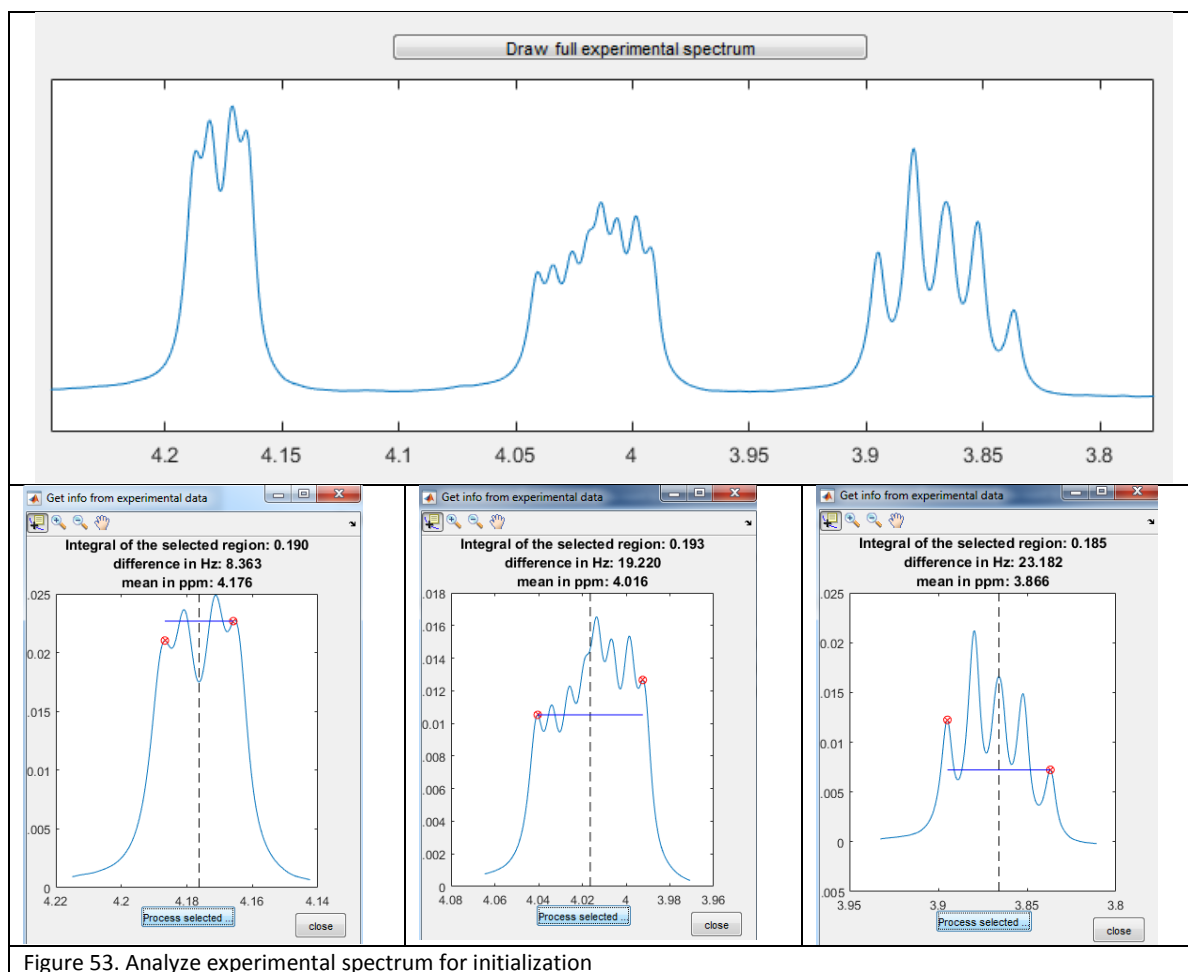 Draw full experimental spectrum
4.2 4.15 4.1 4.05 4 3.95 3.9 3.85 3.8
Get info from experimental data
Integral of the selected region: 0.190
difference in Hz: 8.363
mean in ppm: 4.176
.025
0.02
.015
0.01
.005
0
4.22 4.2 4.18 4.16 4.14
Process selected ...
close
Get info from experimental data
Integral of the selected region: 0.193
difference in Hz: 19.220
mean in ppm: 4.016
.018
.016
.014
.012
0.01
.008
.006
.004
.002
0
4.08 4.06 4.04 4.02 4 3.98 3.96
Process selected ...
close
Get info from experimental data
Integral of the selected region: 0.185
difference in Hz: 23.182
mean in ppm: 3.866
.025
0.02
.015
0.01
.005
0
.005
3.95 3.9 3.85 3.8
Process selected ...
close
Figure 53. Analyze experimental spectrum for initialization